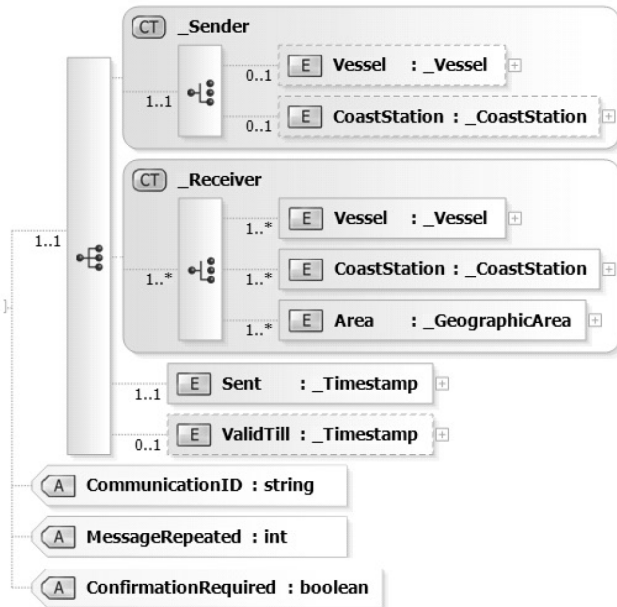 CT _Sender
0..1 E Vessel : _Vessel
1..1
0..1 E CoastStation : _CoastStation
CT _Receiver
1..* E Vessel : _Vessel
1..1
1..* 1..* E CoastStation : _CoastStation
1..* E Area : _GeographicArea
1..1 E Sent : _Timestamp
0..1 E ValidTill : _Timestamp
A CommunicationID : string
A MessageRepeated : int
A ConfirmationRequired : boolean